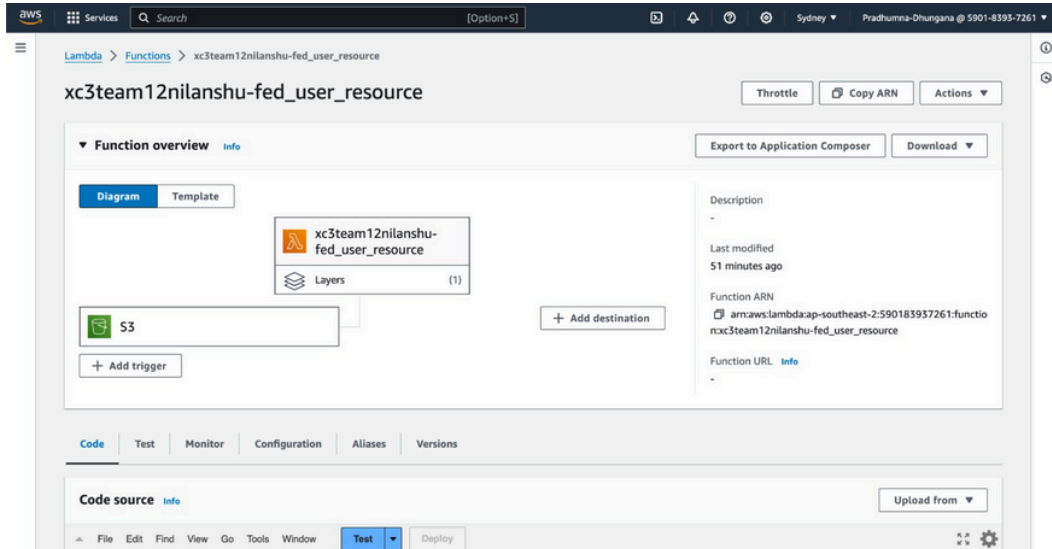 aws Services Search [Option+S] Sydney ▼ Pradhumna-Dhungana @ 5901-8393-7261 ▼
Lambda > Functions > xc3team12nilanshu-fed_user_resource
xc3team12nilanshu-fed_user_resource
Throttle Copy ARN Actions ▼
▼ Function overview Info
Export to Application Composer Download ▼
Diagram Template
xc3team12nilanshu-
fed_user_resource
Layers (1)
S3
+ Add trigger
+ Add destination
Description
-
Last modified
51 minutes ago
Function ARN
arn:aws:lambda:ap-southeast-2:590183937261:functio
n:xc3team12nilanshu-fed_user_resource
Function URL Info
-
Code Test Monitor Configuration Aliases Versions
Code source Info
Upload from ▼
File Edit Find View Go Tools Window Test ▼ Deploy